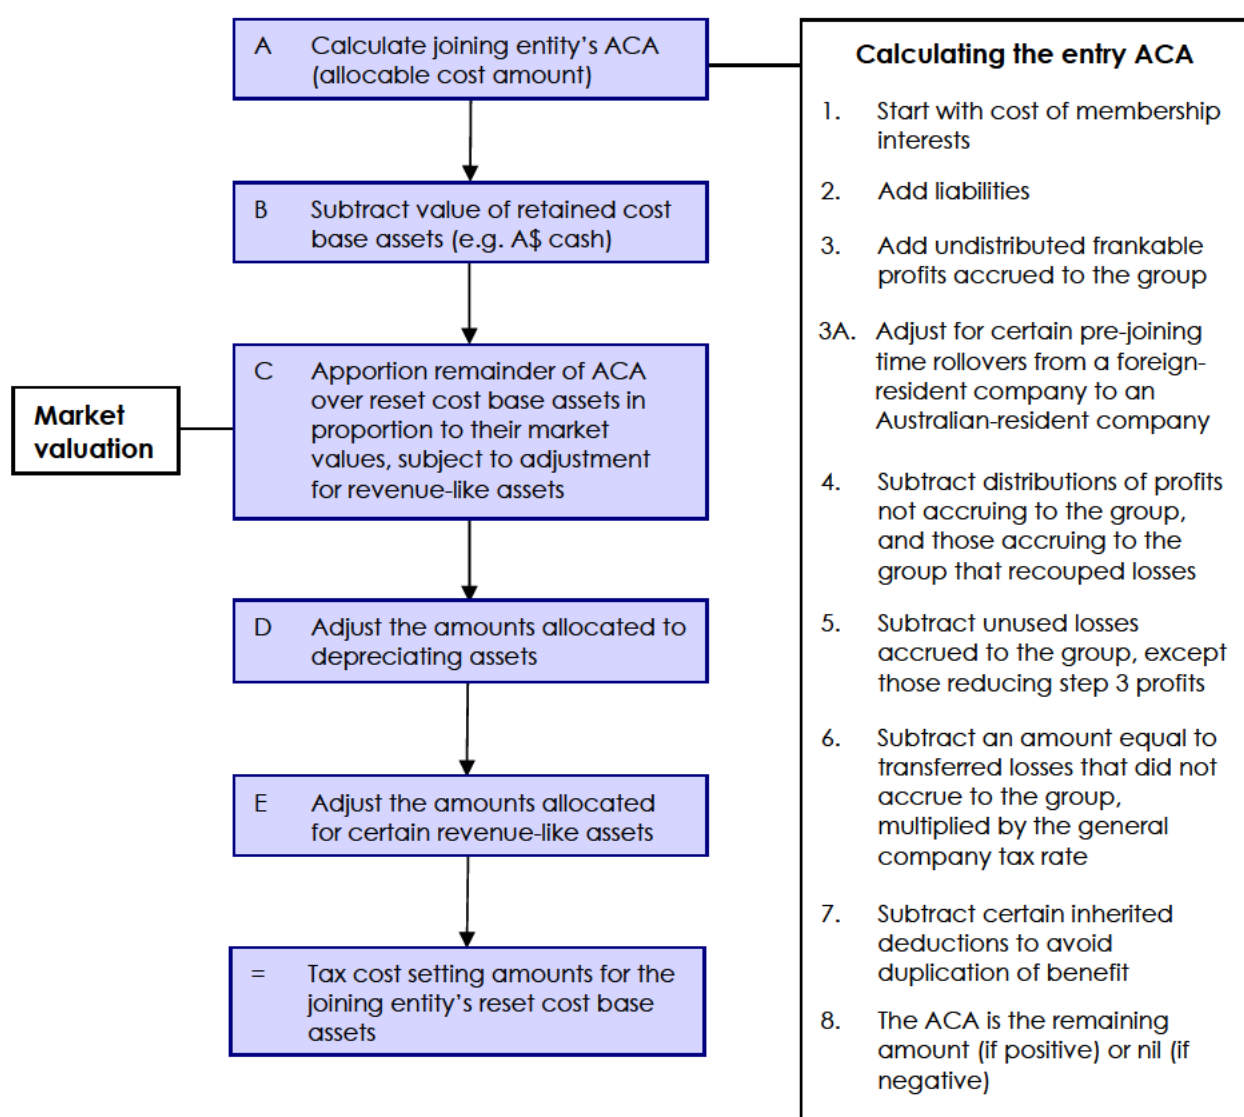 A Calculate joining entity's ACA
(allocable cost amount)
B Subtract value of retained cost
base assets (e.g. A$ cash)
Market
valuation
C Apportion remainder of ACA
over reset cost base assets in
proportion to their market
values, subject to adjustment
for revenue-like assets
D Adjust the amounts allocated to
depreciating assets
E Adjust the amounts allocated
for certain revenue-like assets
= Tax cost setting amounts for the
joining entity's reset cost base
assets
Calculating the entry ACA
1. Start with cost of membership
interests
2. Add liabilities
3. Add undistributed frankable
profits accrued to the group
3A. Adjust for certain pre-joining
time rollovers from a foreign-
resident company to an
Australian-resident company
4. Subtract distributions of profits
not accruing to the group,
and those accruing to the
group that recouped losses
5. Subtract unused losses
accrued to the group, except
those reducing step 3 profits
6. Subtract an amount equal to
transferred losses that did not
accrue to the group,
multiplied by the general
company tax rate
7. Subtract certain inherited
deductions to avoid
duplication of benefit
8. The ACA is the remaining
amount (if positive) or nil (if
negative)